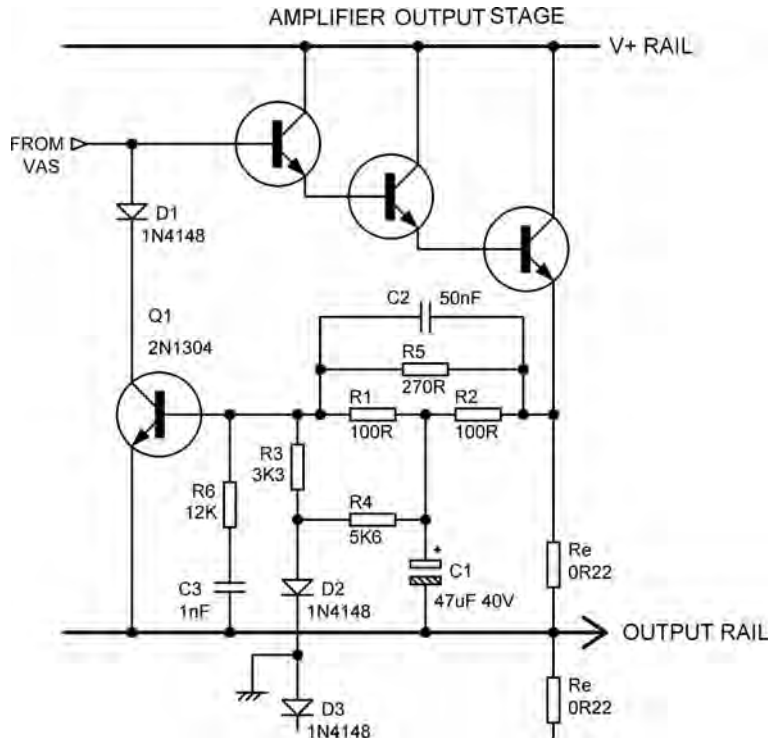 AMPLIFIER OUTPUT STAGE
V+ RAIL
FROM
VAS
D1
1N4148
C2
50nF
Q1
2N1304
R5
270R
R1
100R
R2
100R
R3
3K3
R6
12K
R4
5K6
Re
0R22
+
C1
47uF 40V
C3
1nF
D2
1N4148
OUTPUT RAIL
D3
1N4148
Re
0R22